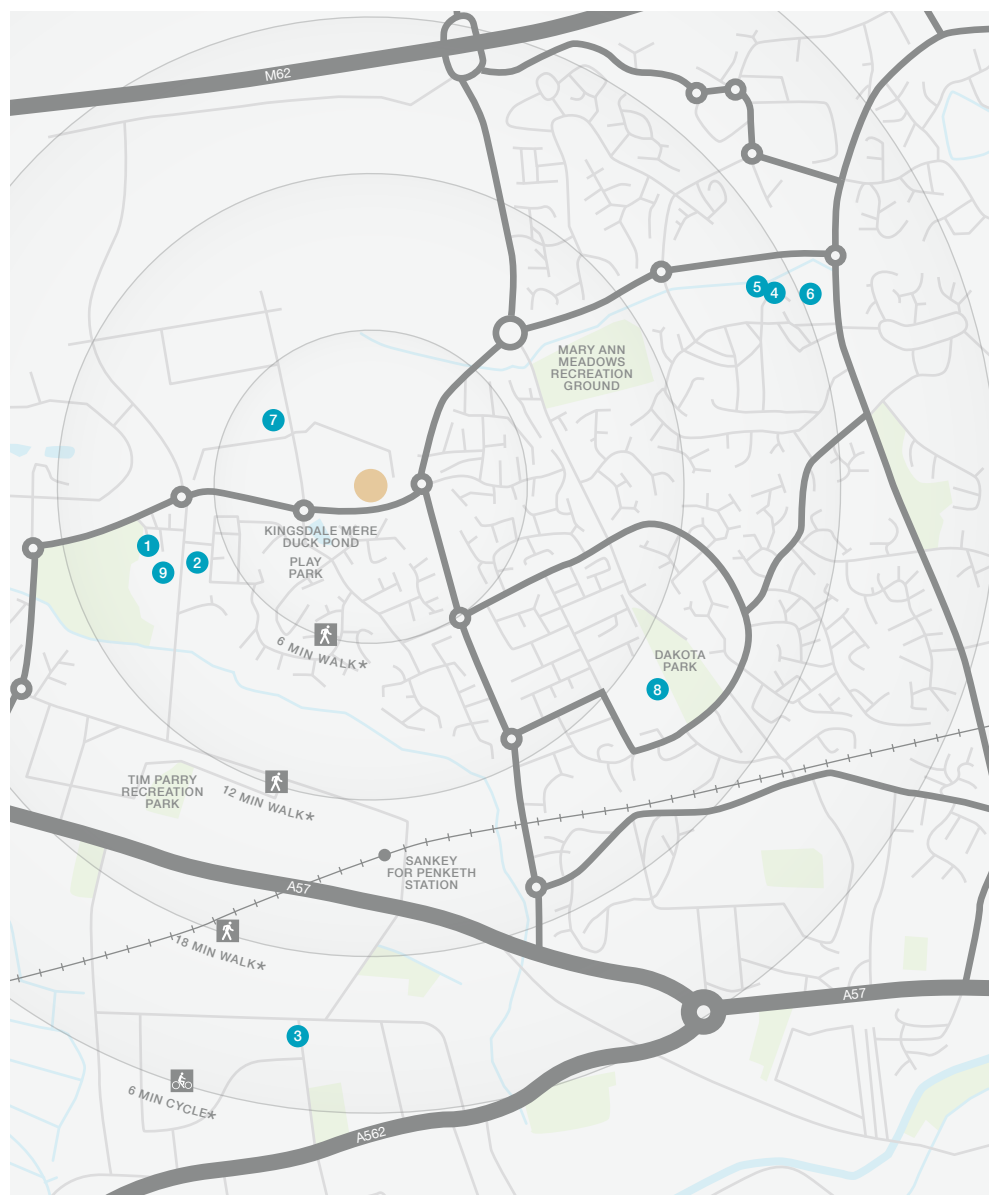 M62
5
4
6
MARY ANN
MEADOWS
RECREATION
GROUND
7
KINGSDALE MERE
DUCK POND
PLAY
PARK
1
2
9
6 MIN WALK*
DAKOTA
PARK
8
TIM PARRY
RECREATION
PARK
12 MIN WALK*
SANKEY
FOR PENKETH
STATION
A57
18 MIN WALK*
A57
3
6 MIN CYCLE*
A562